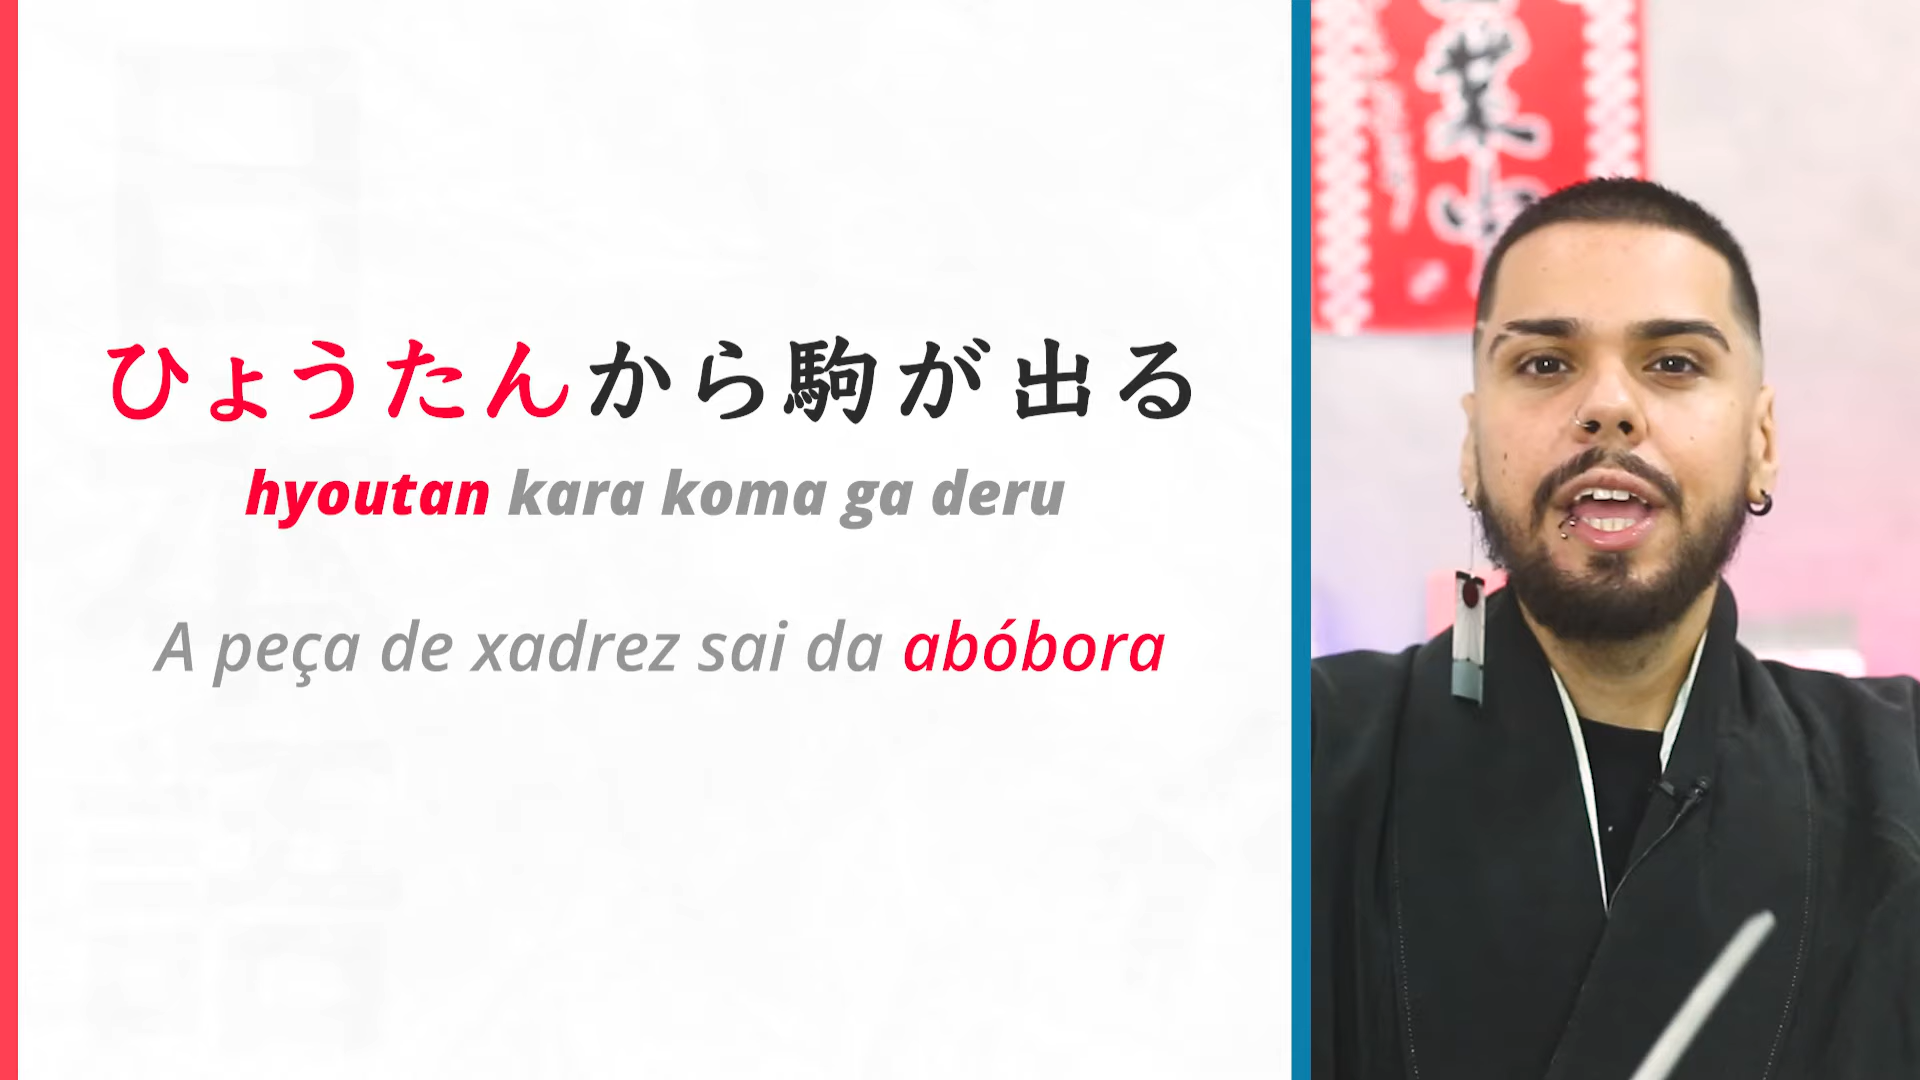 ひょうたんから駒が出る
hyoutan kara koma ga deru
A peça de xadrez sai da abóbora